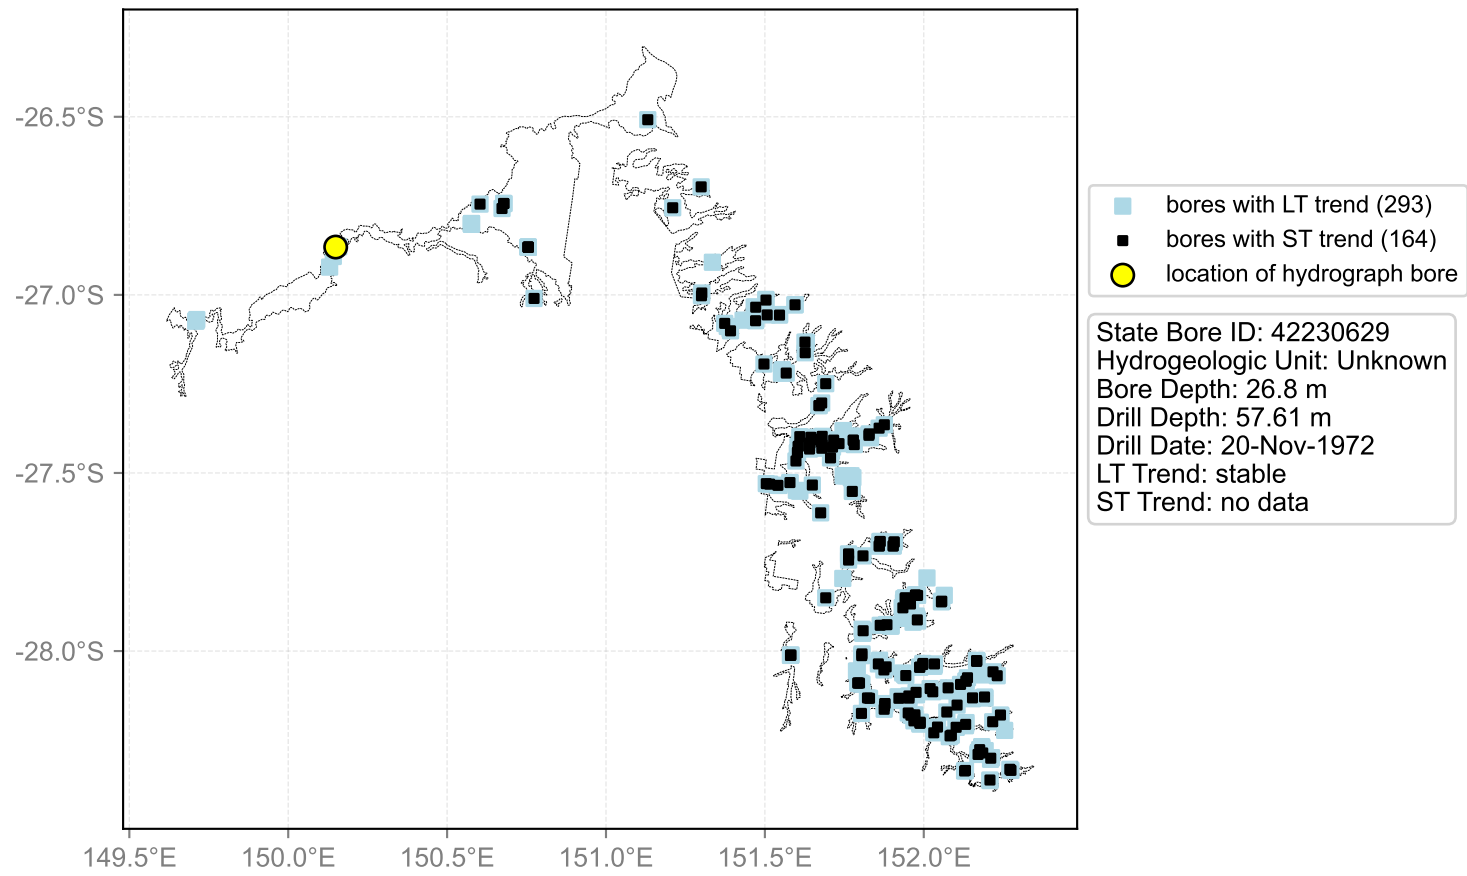 -26.5°S
-27.0°S
-27.5°S
-28.0°S
149.5°E
150.0°E
150.5°E
151.0°E
151.5°E
152.0°E
bores with LT trend (293)
bores with ST trend (164)
location of hydrograph bore
State Bore ID: 42230629
Hydrogeologic Unit: Unknown
Bore Depth: 26.8 m
Drill Depth: 57.61 m
Drill Date: 20-Nov-1972
LT Trend: stable
ST Trend: no data